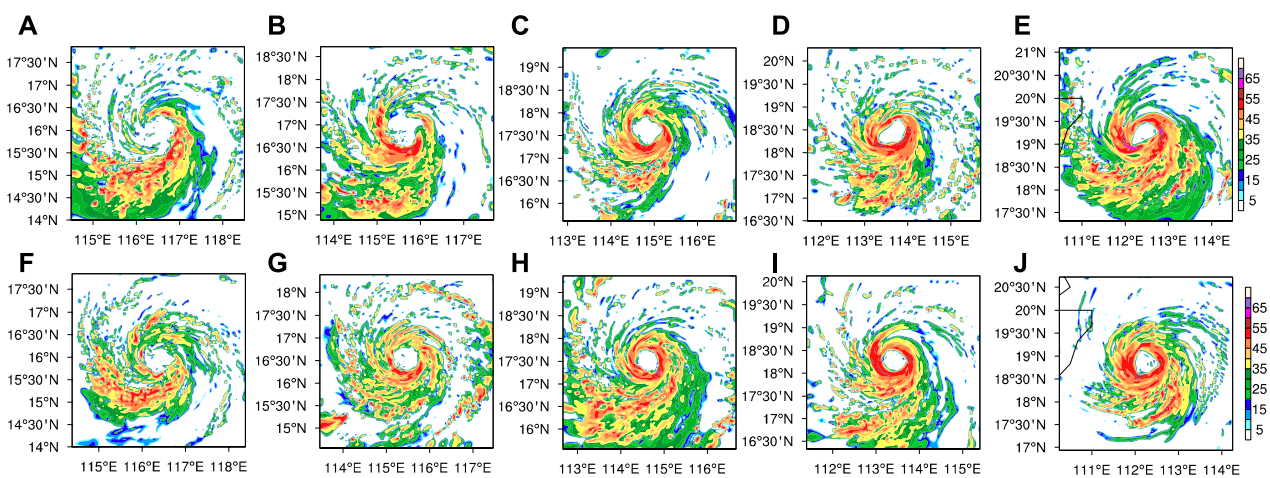 A B C D E
17°30'N
17°N
16°30'N
16°N
15°30'N
15°N
14°30'N
14°N
115°E 116°E 117°E 118°E
18°30'N
18°N
17°30'N
17°N
16°30'N
16°N
15°30'N
15°N
114°E 115°E 116°E 117°E
19°N
18°30'N
18°N
17°30'N
17°N
16°30'N
16°N
113°E 114°E 115°E 116°E
20°N
19°30'N
19°N
18°30'N
18°N
17°30'N
17°N
16°30'N
112°E 113°E 114°E 115°E
21°N
20°30'N
20°N
19°30'N
19°N
18°30'N
18°N
17°30'N
111°E 112°E 113°E 114°E
65
55
45
35
25
15
5
F G H I J
17°30'N
17°N
16°30'N
16°N
15°30'N
15°N
14°30'N
14°N
115°E 116°E 117°E 118°E
18°N
17°30'N
17°N
16°30'N
16°N
15°30'N
15°N
114°E 115°E 116°E 117°E
19°N
18°30'N
18°N
17°30'N
17°N
16°30'N
16°N
113°E 114°E 115°E 116°E
20°N
19°30'N
19°N
18°30'N
18°N
17°30'N
17°N
16°30'N
112°E 113°E 114°E 115°E
20°30'N
20°N
19°30'N
19°N
18°30'N
18°N
17°30'N
17°N
111°E 112°E 113°E 114°E
65
55
45
35
25
15
5